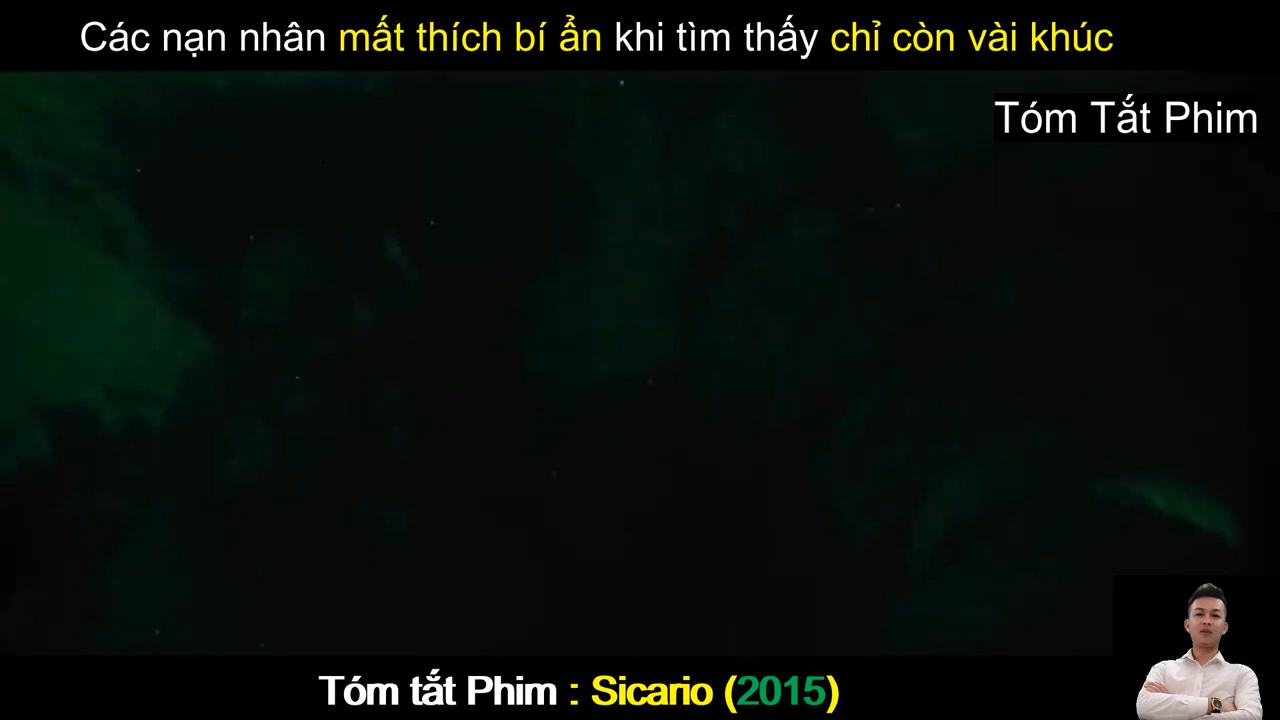 Các nạn nhân mất thích bí ẩn khi tìm thấy chỉ còn vài khúc
Tóm Tắt Phim
Tóm tắt Phim : Sicario (2015)